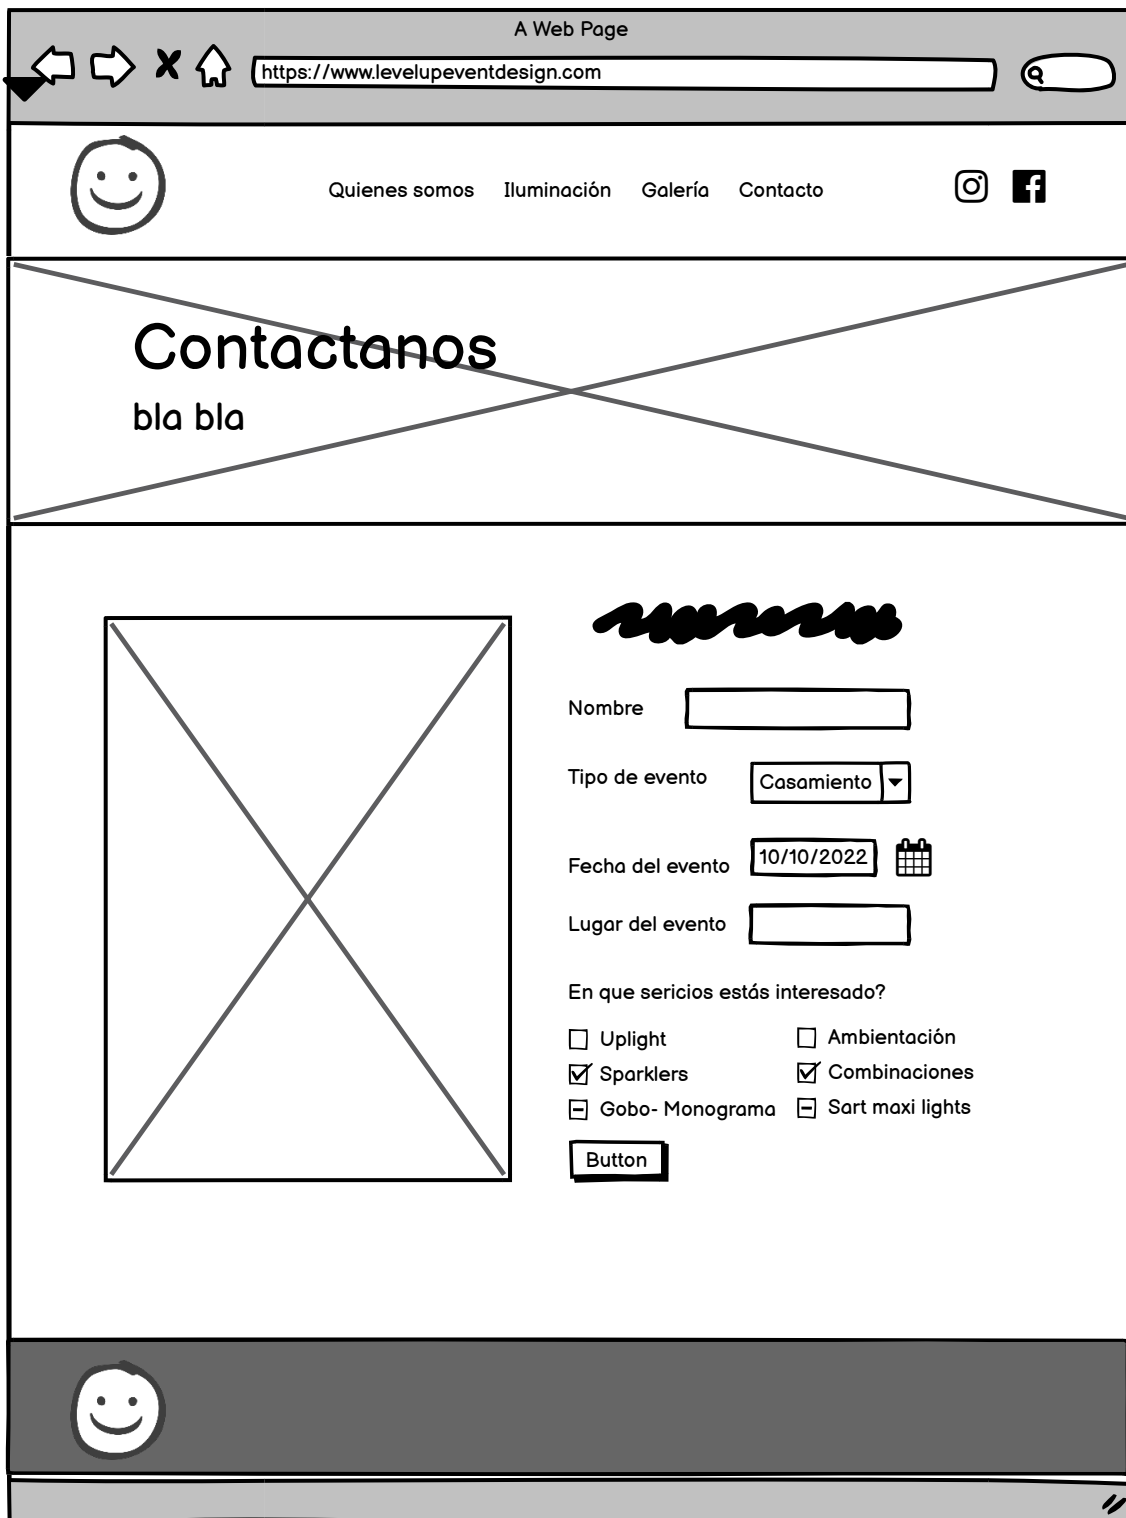 A Web Page
https://www.levelupeventdesign.com
Quienes somos Iluminación Galería Contacto
Contactanos
bla bla
Nombre
Tipo de evento Casamiento
Fecha del evento 10/10/2022
Lugar del evento
En que sericios estás interesado?
Uplight Ambientación
Sparklers Combinaciones
Gobo- Monograma Sart maxi lights
Button